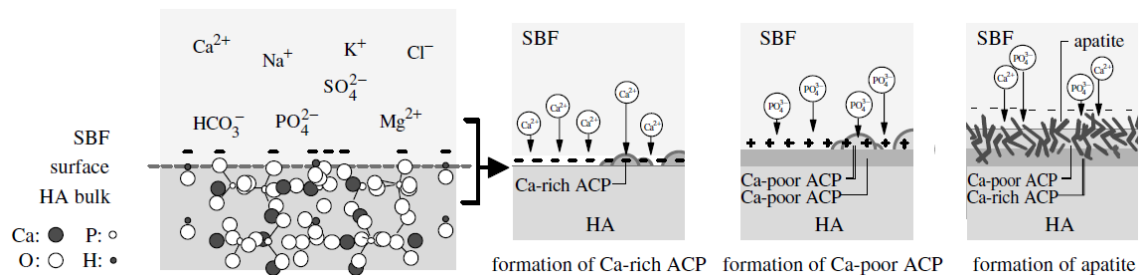 Ca²⁺
Na⁺
K⁺
Cl⁻
SO₄²⁻
HCO₃⁻
PO₄²⁻
Mg²⁺
SBF
surface
HA bulk
Ca: P:
O: H:
SBF
Ca²⁺
Ca²⁺
Ca²⁺
Ca²⁺
Ca²⁺
Ca-rich ACP
HA
formation of Ca-rich ACP
SBF
PO₄³⁻
PO₄³⁻
PO₄³⁻
PO₄³⁻
Ca-poor ACP
Ca-poor ACP
HA
formation of Ca-poor ACP
SBF
apatite
PO₄³⁻
Ca²⁺
Ca²⁺
PO₄³⁻
Ca-poor ACP
Ca-rich ACP
HA
formation of apatite